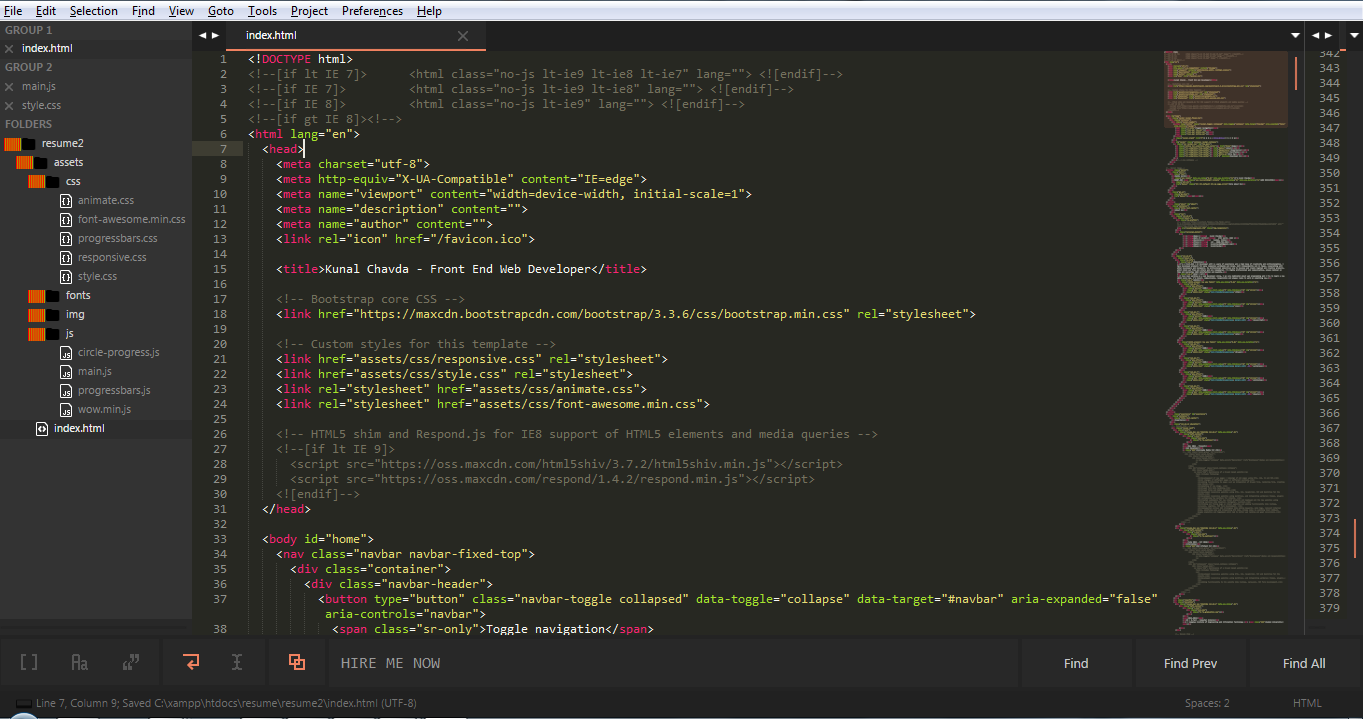 File Edit Selection Find View Goto Tools Project Preferences Help
GROUP 1
index.html
GROUP 2
main.js
style.css
FOLDERS
resume2
assets
css
animate.css
font-awesome.min.css
progressbars.css
responsive.css
style.css
fonts
img
js
circle-progress.js
main.js
progressbars.js
wow.min.js
index.html
index.html
1 <!DOCTYPE html>
2 <!--[if lt IE 7]>      <html class="no-js lt-ie9 lt-ie8 lt-ie7" lang=""> <![endif]-->
3 <!--[if IE 7]>         <html class="no-js lt-ie9 lt-ie8" lang=""> <![endif]-->
4 <!--[if IE 8]>         <html class="no-js lt-ie9" lang=""> <![endif]-->
5 <!--[if gt IE 8]><!-->
6 <html lang="en">
7   <head>
8     <meta charset="utf-8">
9     <meta http-equiv="X-UA-Compatible" content="IE=edge">
10     <meta name="viewport" content="width=device-width, initial-scale=1">
11     <meta name="description" content="">
12     <meta name="author" content="">
13     <link rel="icon" href="/favicon.ico">
14
15     <title>Kunal Chavda - Front End Web Developer</title>
16
17     <!-- Bootstrap core CSS -->
18     <link href="https://maxcdn.bootstrapcdn.com/bootstrap/3.3.6/css/bootstrap.min.css" rel="stylesheet">
19
20     <!-- Custom styles for this template -->
21     <link href="assets/css/responsive.css" rel="stylesheet">
22     <link href="assets/css/style.css" rel="stylesheet">
23     <link rel="stylesheet" href="assets/css/animate.css">
24     <link rel="stylesheet" href="assets/css/font-awesome.min.css">
25
26     <!-- HTML5 shim and Respond.js for IE8 support of HTML5 elements and media queries -->
27     <!--[if lt IE 9]>
28       <script src="https://oss.maxcdn.com/html5shiv/3.7.2/html5shiv.min.js"></script>
29       <script src="https://oss.maxcdn.com/respond/1.4.2/respond.min.js"></script>
30     <![endif]-->
31   </head>
32
33   <body id="home">
34     <nav class="navbar navbar-fixed-top">
35       <div class="container">
36         <div class="navbar-header">
37           <button type="button" class="navbar-toggle collapsed" data-toggle="collapse" data-target="#navbar" aria-expanded="false"
aria-controls="navbar">
38             <span class="sr-only">Toggle navigation</span>
342
343
344
345
346
347
348
349
350
351
352
353
354
355
356
357
358
359
360
361
362
363
364
365
366
367
368
369
370
371
372
373
374
375
376
377
378
379
HIRE ME NOW
Find
Find Prev
Find All
Line 7, Column 9; Saved C:\xampp\htdocs\resume\resume2\index.html (UTF-8)
Spaces: 2
HTML